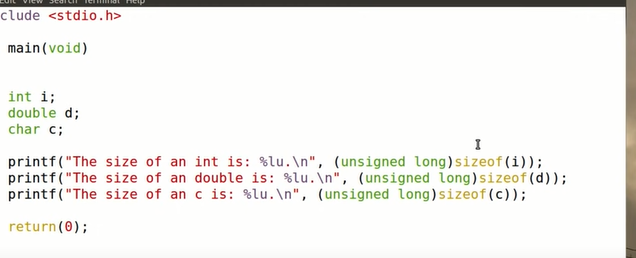 Edit View Search Terminal Help
clude <stdio.h>
main(void)
int i;
double d;
char c;
printf("The size of an int is: %lu.\n", (unsigned long)sizeof(i));
printf("The size of an double is: %lu.\n", (unsigned long)sizeof(d));
printf("The size of an c is: %lu.\n", (unsigned long)sizeof(c));
return(0);